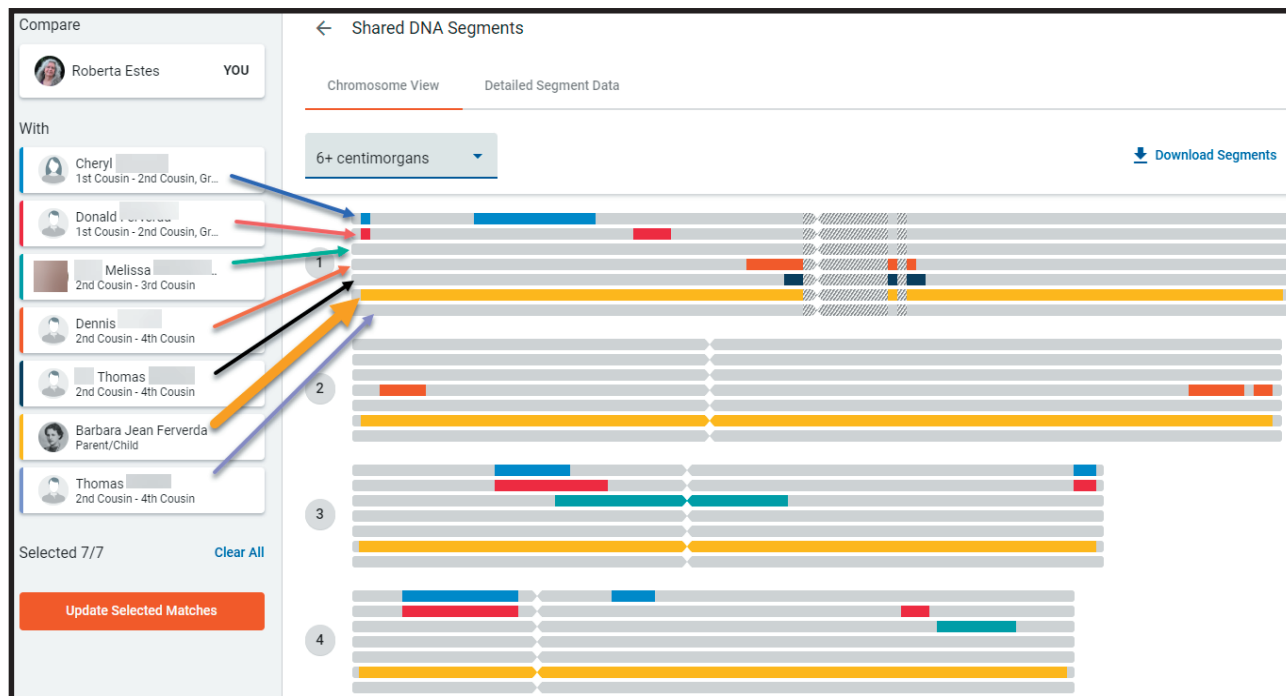 Compare
Roberta Estes YOU
With
Cheryl
1st Cousin - 2nd Cousin, Gr...
Donald Ferverda
1st Cousin - 2nd Cousin, Gr...
Melissa ...
2nd Cousin - 3rd Cousin
Dennis
2nd Cousin - 4th Cousin
Thomas
2nd Cousin - 4th Cousin
Barbara Jean Ferverda
Parent/Child
Thomas
2nd Cousin - 4th Cousin
Selected 7/7 Clear All
Update Selected Matches
Shared DNA Segments
Chromosome View Detailed Segment Data
6+ centimorgans
Download Segments
1
2
3
4